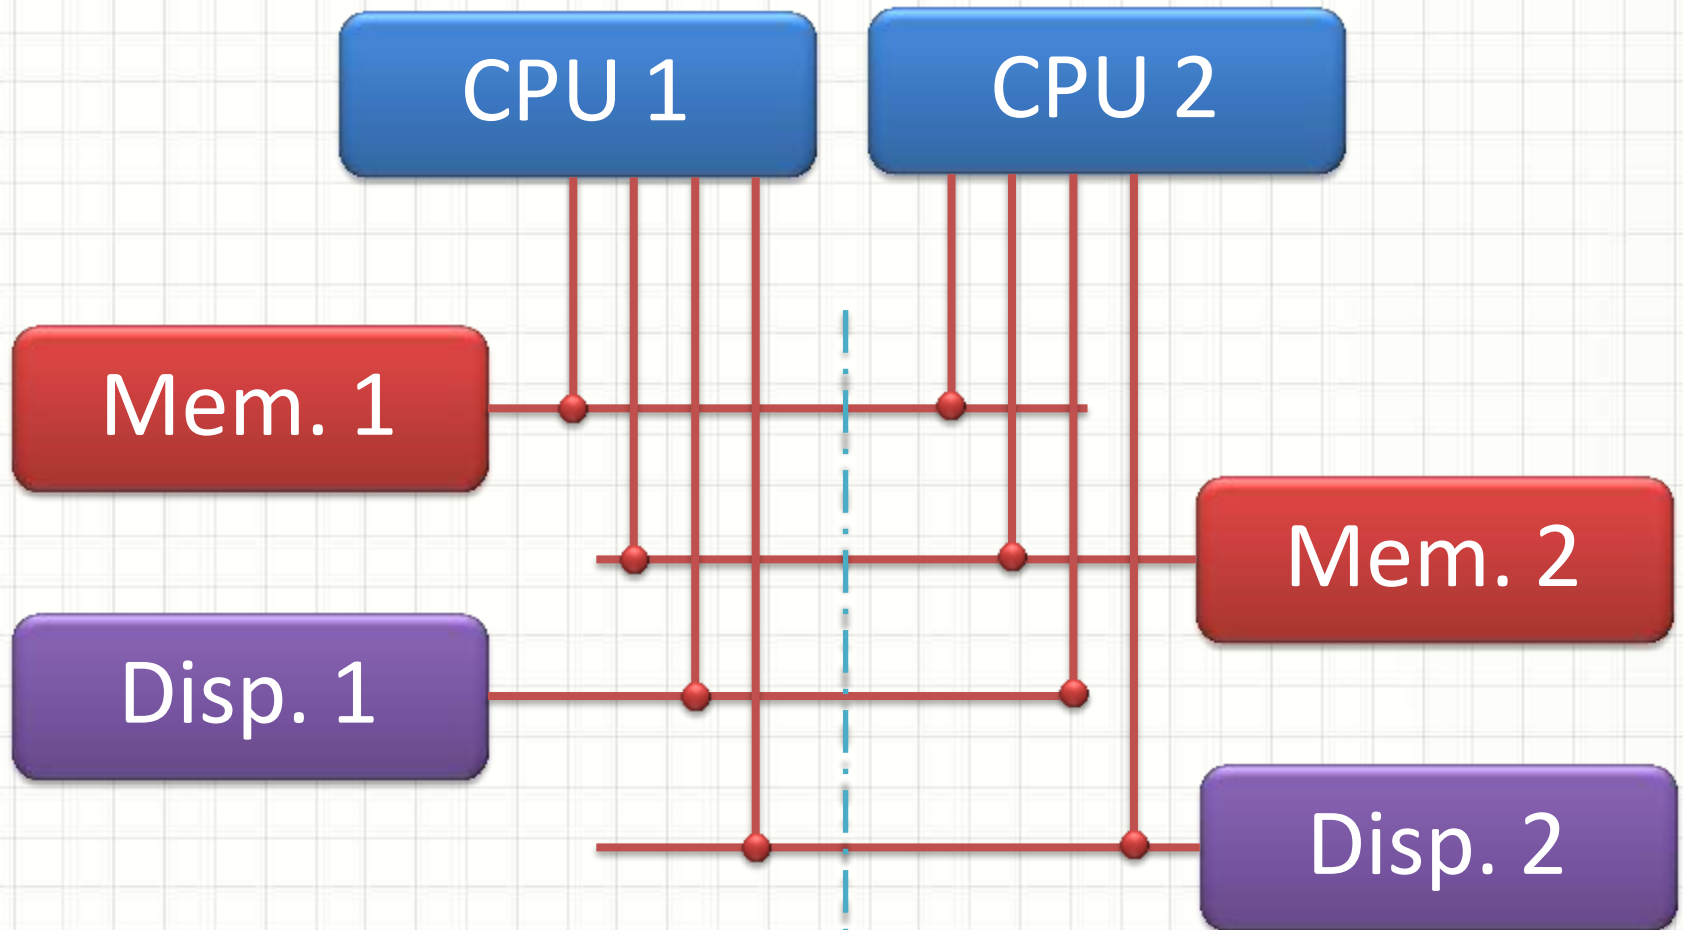 CPU 1
CPU 2
Mem. 1
Mem. 2
Disp. 1
Disp. 2